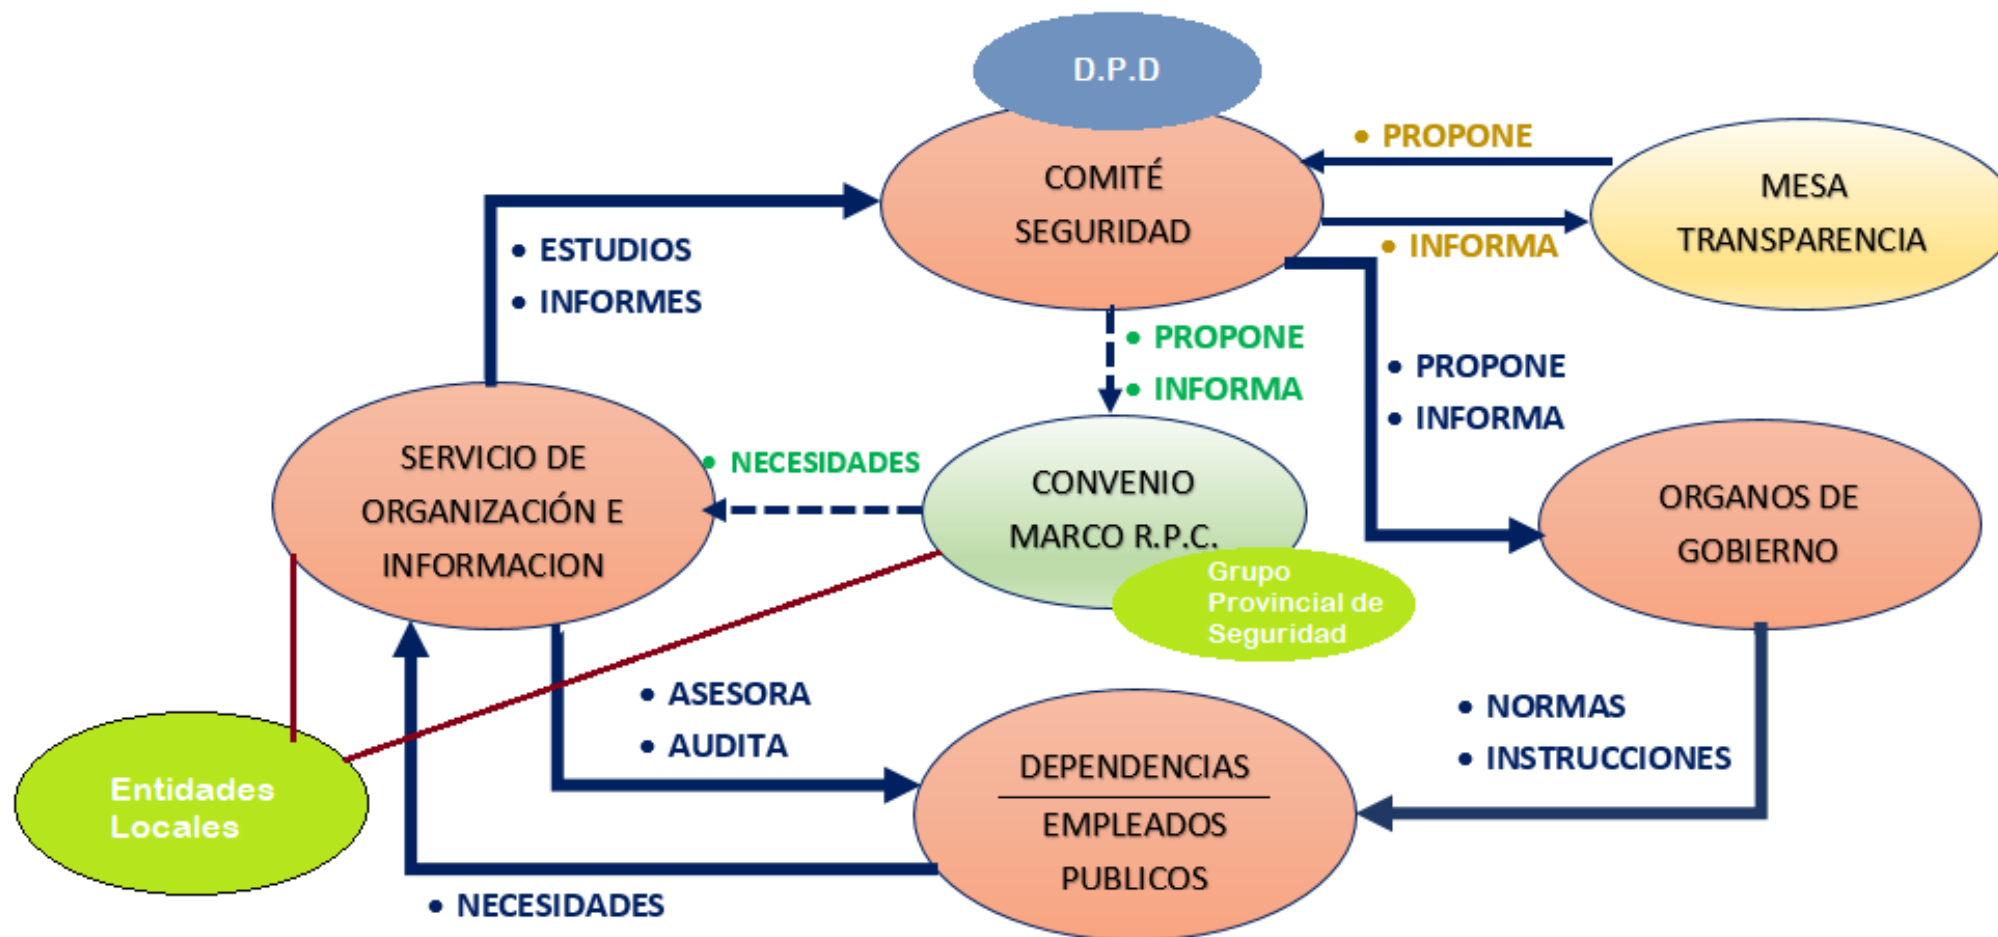 D.P.D
COMITÉ
SEGURIDAD
• PROPONE
• INFORMA
MESA
TRANSPARENCIA
• ESTUDIOS
• INFORMES
• PROPONE
• INFORMA
• PROPONE
• INFORMA
SERVICIO DE
ORGANIZACIÓN E
INFORMACION
• NECESIDADES
CONVENIO
MARCO R.P.C.
Grupo
Provincial de
Seguridad
ORGANOS DE
GOBIERNO
• ASESORA
• AUDITA
• NORMAS
• INSTRUCCIONES
Entidades
Locales
DEPENDENCIAS
EMPLEADOS
PUBLICOS
• NECESIDADES